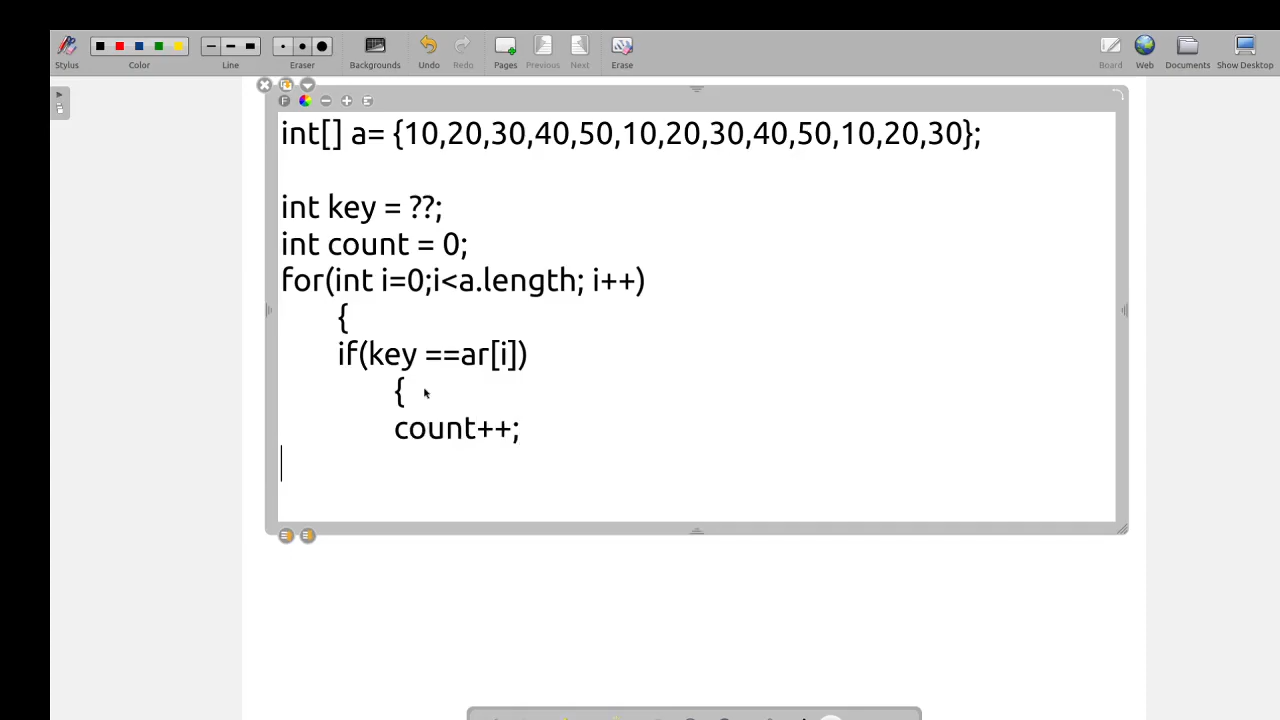 Stylus Color Line Eraser Backgrounds Undo Redo Pages Previous Next Erase Board Web Documents Show Desktop
F
int[] a= {10,20,30,40,50,10,20,30,40,50,10,20,30};
int key = ??;
int count = 0;
for(int i=0;i<a.length; i++)
{
if(key ==ar[i])
{
count++;